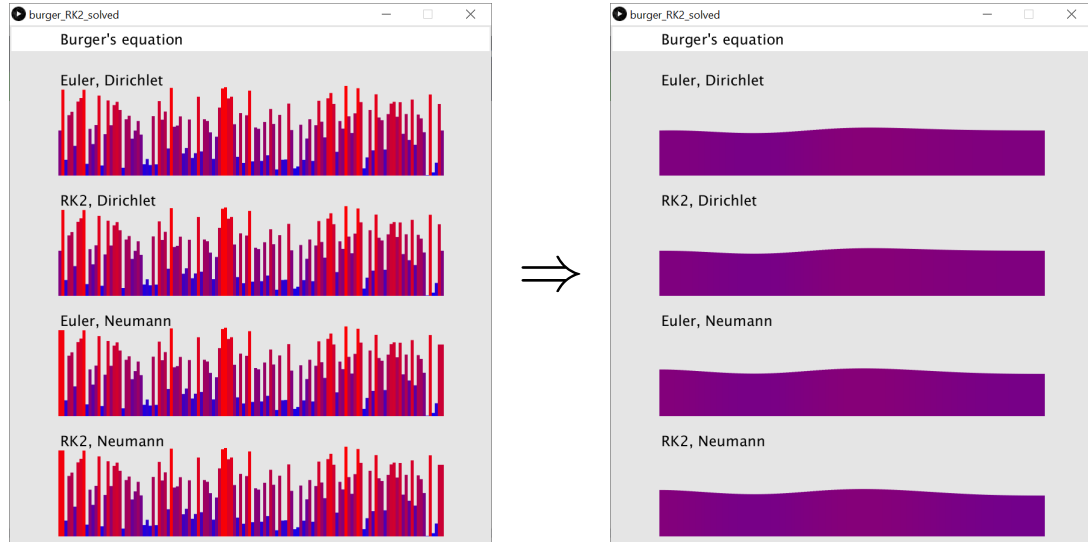 burger_RK2_solved
Burger's equation
Euler, Dirichlet
RK2, Dirichlet
Euler, Neumann
RK2, Neumann
⇒
burger_RK2_solved
Burger's equation
Euler, Dirichlet
RK2, Dirichlet
Euler, Neumann
RK2, Neumann